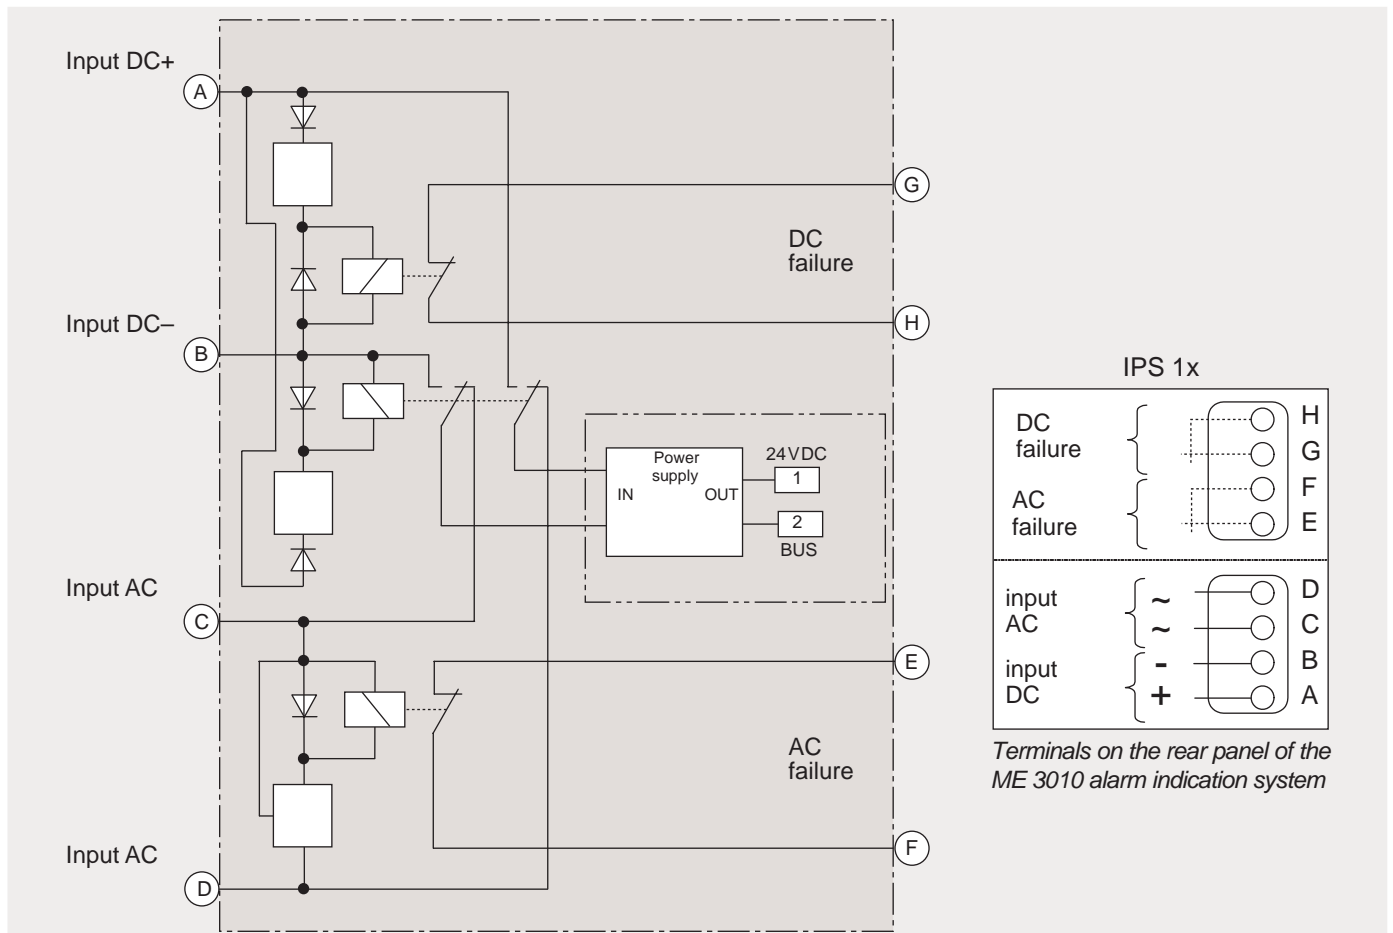 Input DC+
A
G
DC
failure
Input DC–
H
B
Power
supply
IN
OUT
24VDC
1
2
BUS
Input AC
C
E
AC
failure
Input AC
D
F
IPS 1x
DC
failure
H
G
AC
failure
F
E
input
AC
~
D
~
C
input
DC
-
B
+
A
Terminals on the rear panel of the
ME 3010 alarm indication system